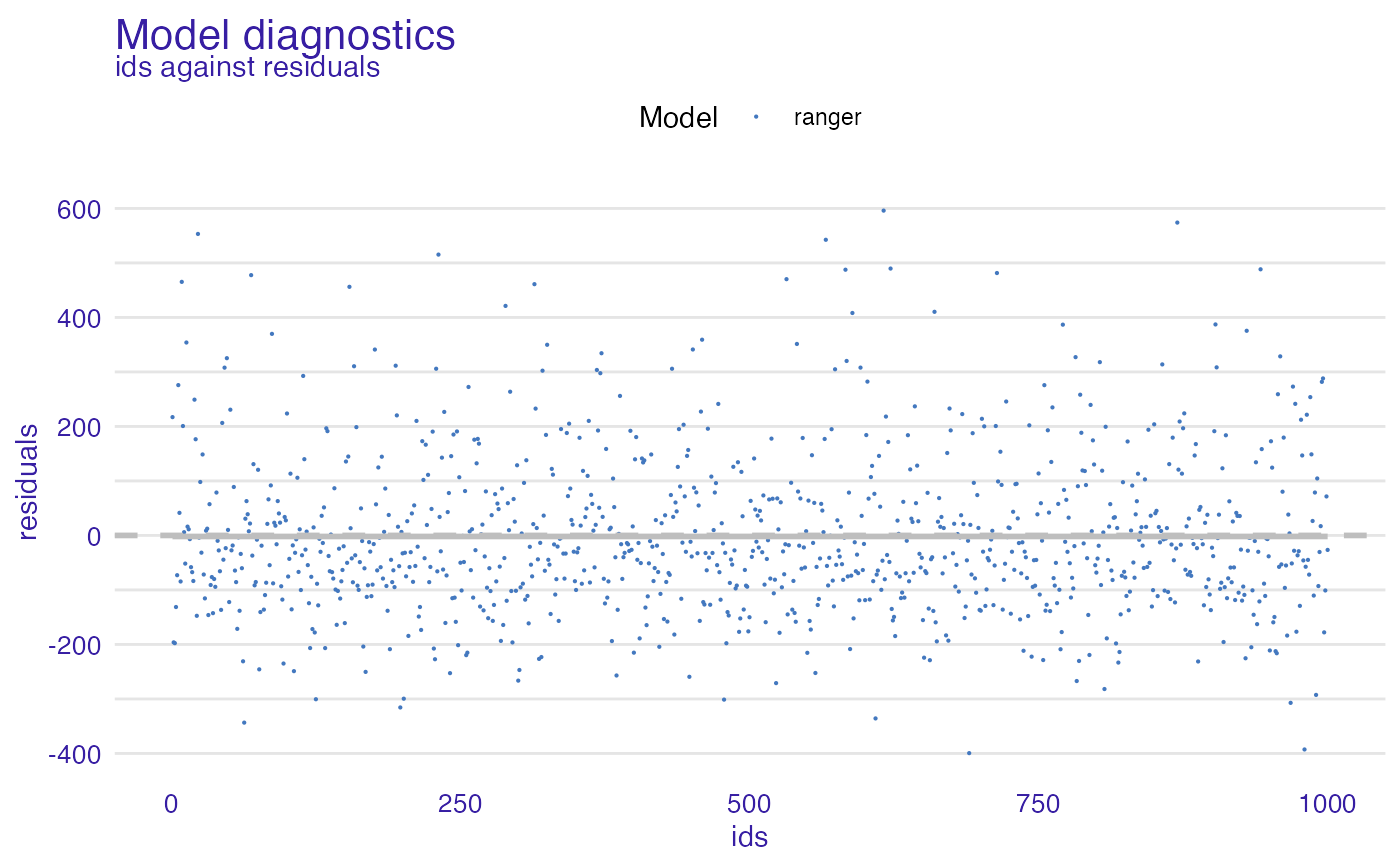 Model diagnostics
ids against residuals
Model ranger
600
400
200
0
-200
-400
residuals
0 250 500 750 1000
ids